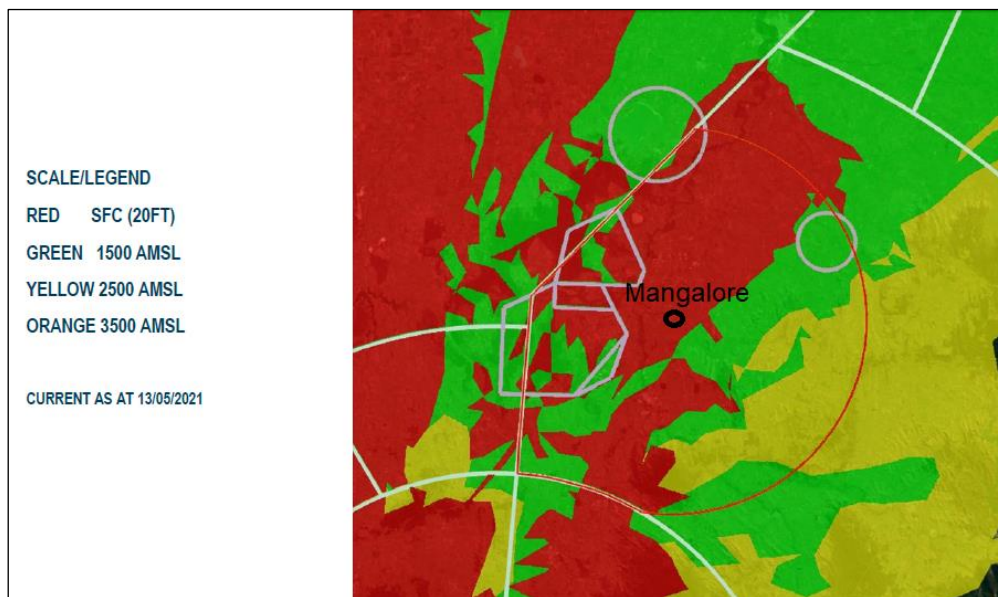 SCALE/LEGEND
RED SFC (20FT)
GREEN 1500 AMSL
YELLOW 2500 AMSL
ORANGE 3500 AMSL
CURRENT AS AT 13/05/2021
Mangalore